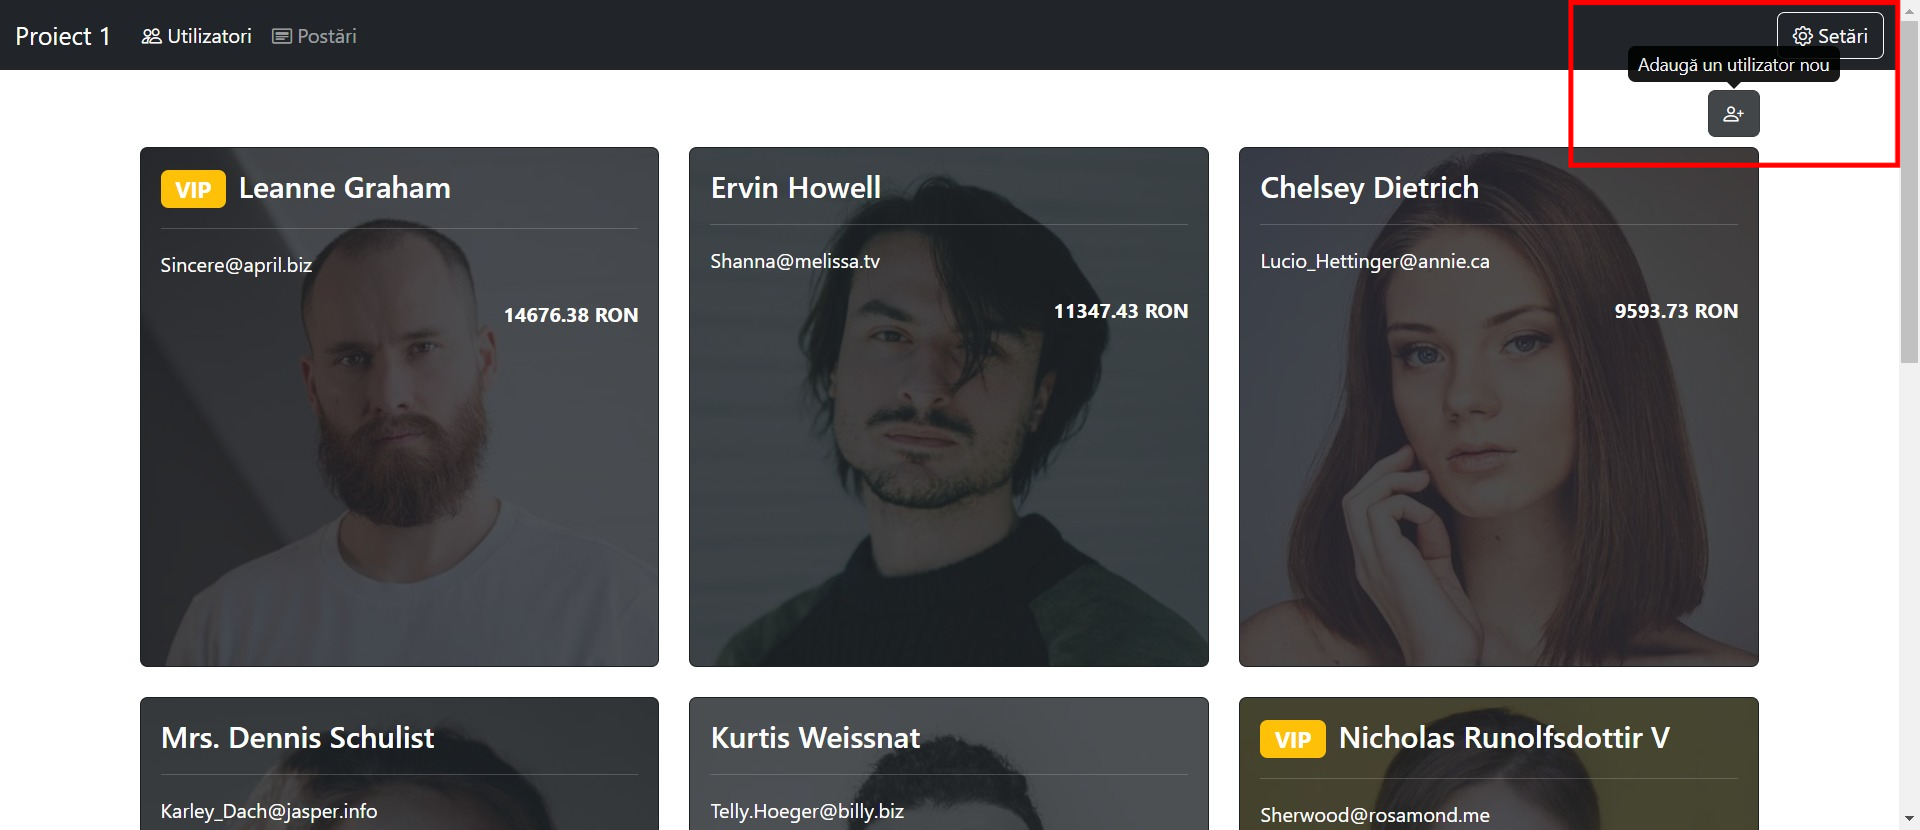 Proiect 1
Utilizatori
Postări
Setări
Adaugă un utilizator nou
VIP Leanne Graham
Sincere@april.biz
14676.38 RON
Ervin Howell
Shanna@melissa.tv
11347.43 RON
Chelsey Dietrich
Lucio_Hettinger@annie.ca
9593.73 RON
Mrs. Dennis Schulist
Karley_Dach@jasper.info
Kurtis Weissnat
Telly.Hoeger@billy.biz
VIP Nicholas Runolfsdottir V
Sherwood@rosamond.me